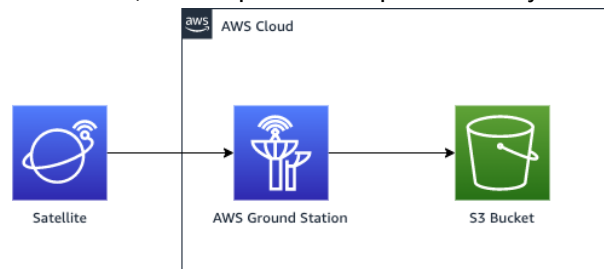 aws
AWS Cloud
Satellite
AWS Ground Station
S3 Bucket